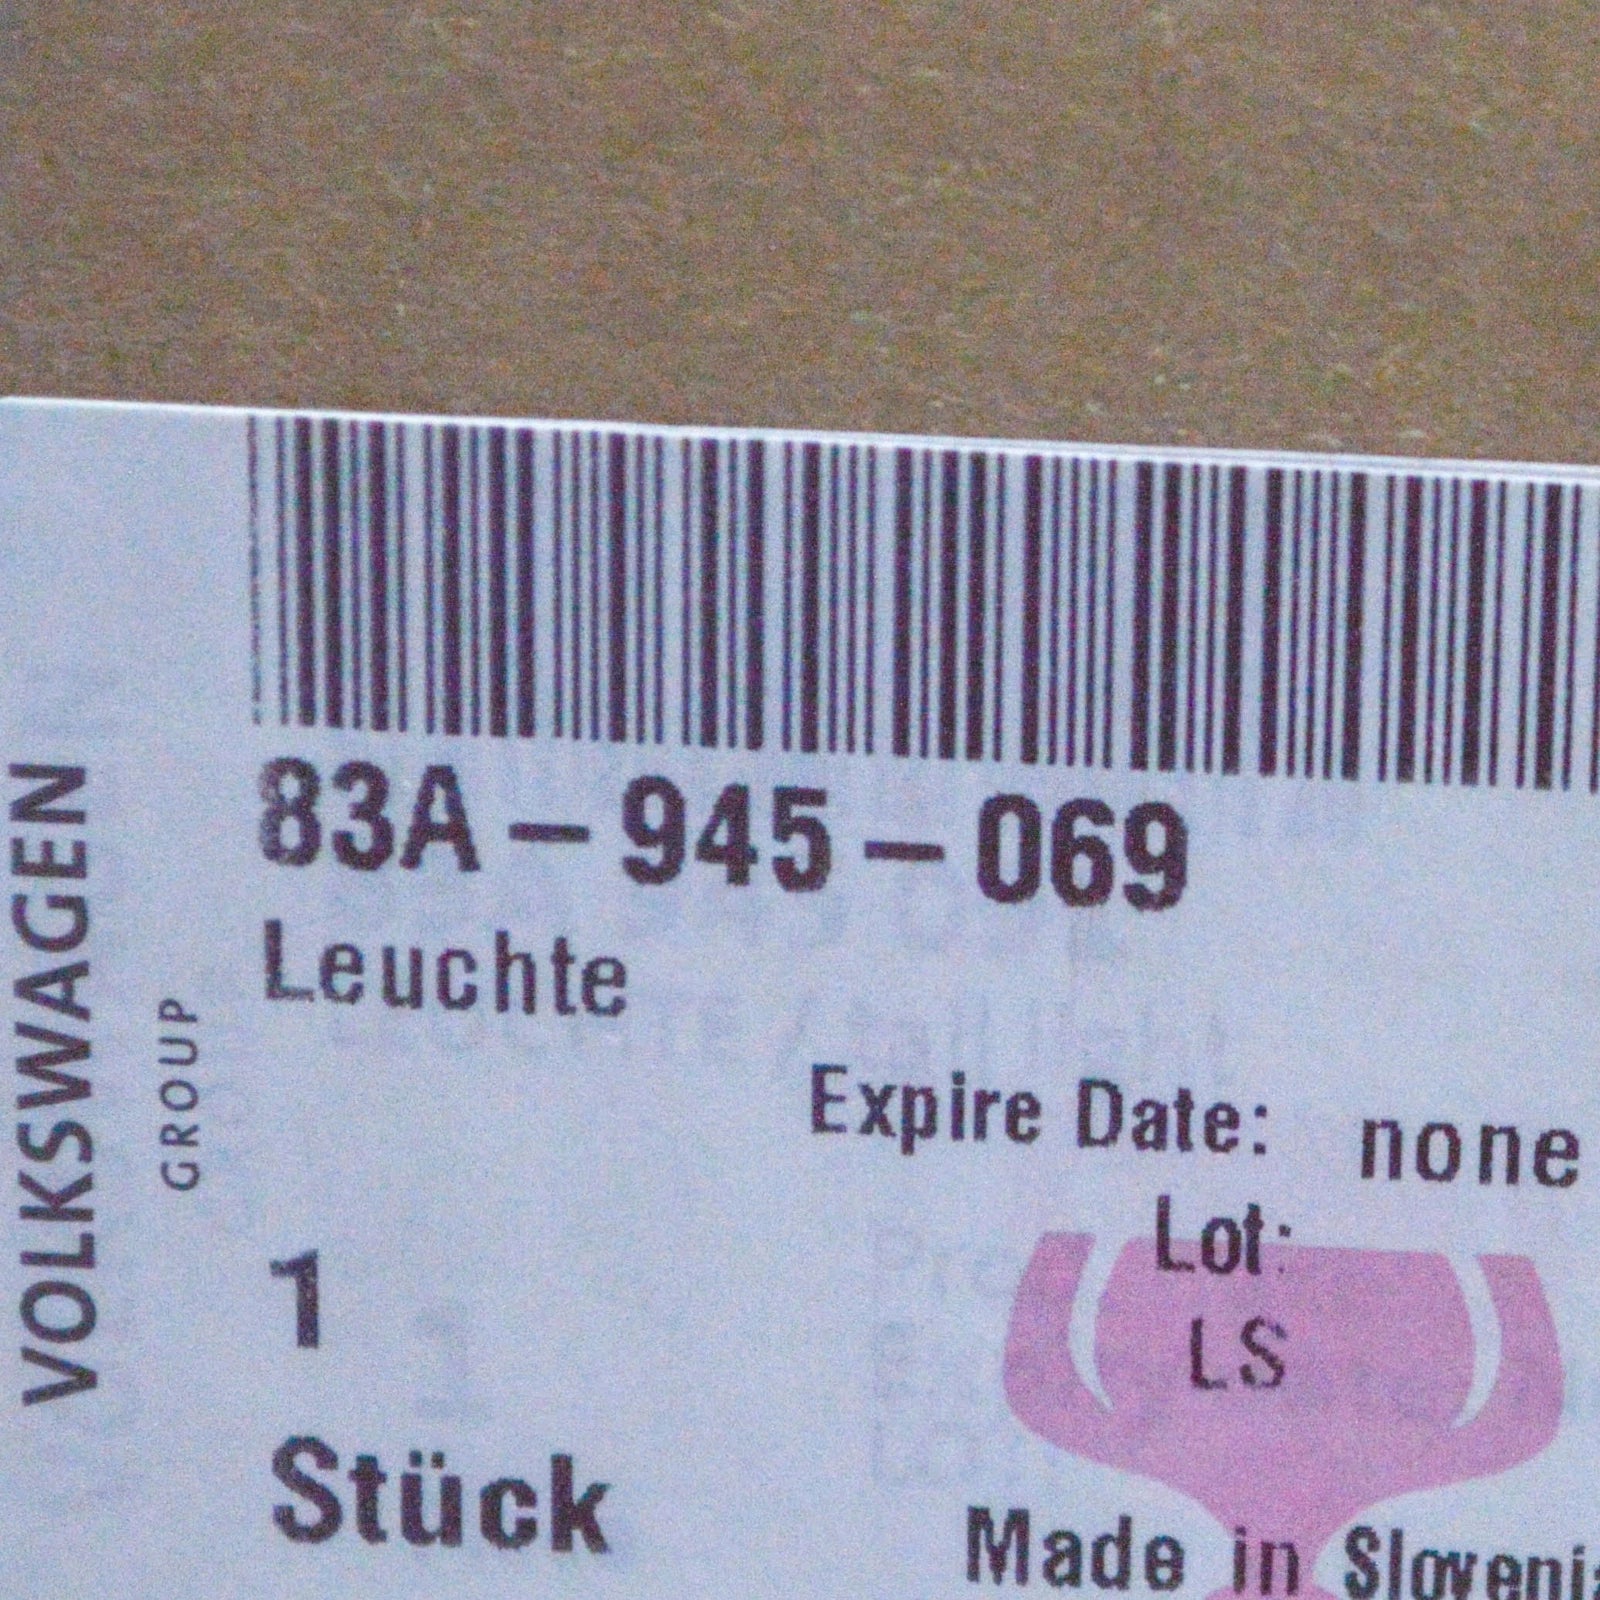 83A – 945 – 069
Leuchte
Expire Date: none
Lot:
LS
1
Stück
Made in Slovenia
VOLKSWAGEN
GROUP